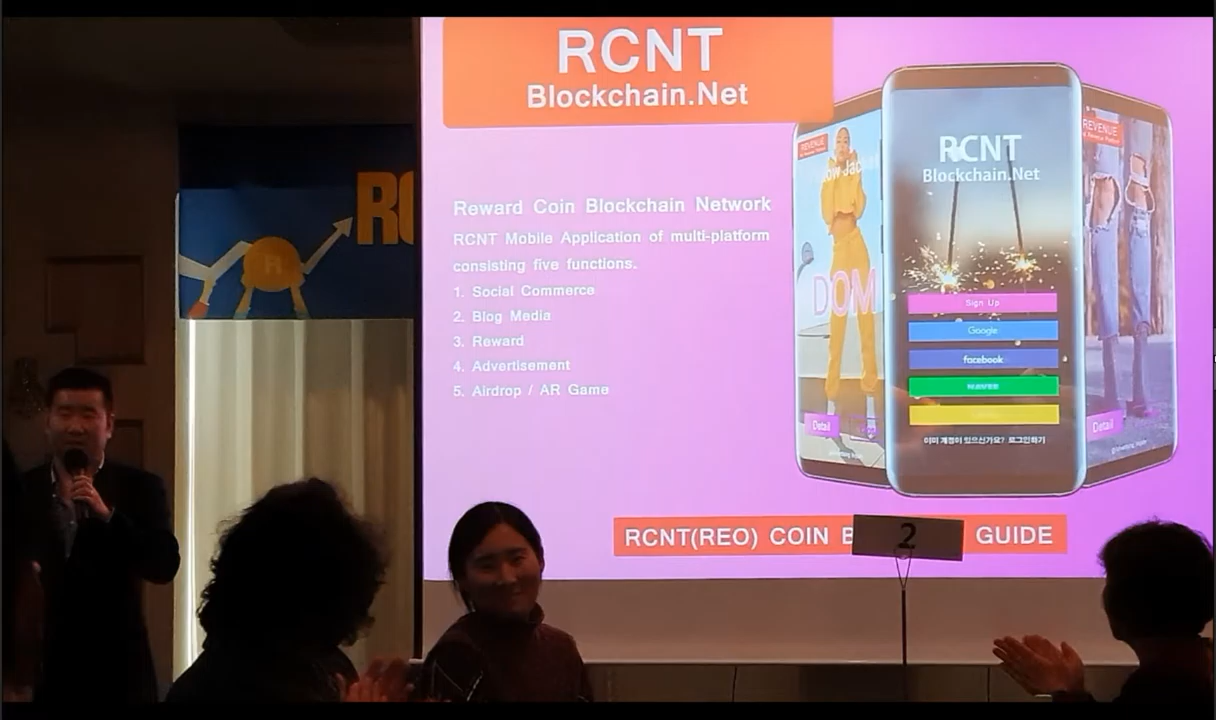 RCNT
Blockchain.Net
Reward Coin Blockchain Network
RCNT Mobile Application of multi-platform
consisting five functions.
1. Social Commerce
2. Blog Media
3. Reward
4. Advertisement
5. Airdrop / AR Game
REVENUE
DOM
Detail
RCNT
Blockchain.Net
Sign Up
Google
facebook
이미 계정이 있으신가요? 로그인하기
REVENUE
Detail
RCNT(REO) COIN B
GUIDE
2
R